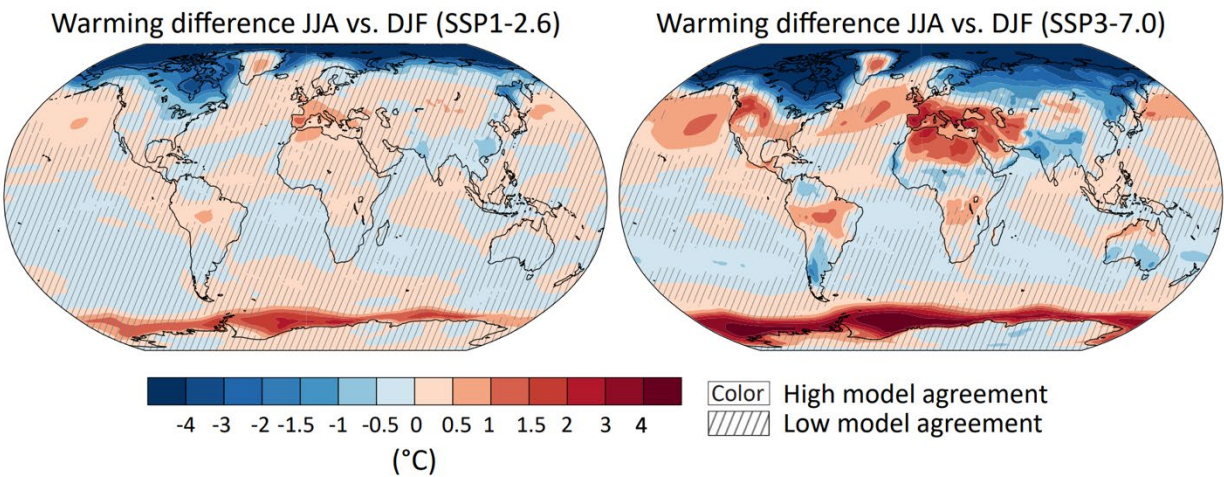 Warming difference JJA vs. DJF (SSP1-2.6)
Warming difference JJA vs. DJF (SSP3-7.0)
-4 -3 -2 -1.5 -1 -0.5 0 0.5 1 1.5 2 3 4
(°C)
Color High model agreement
Low model agreement